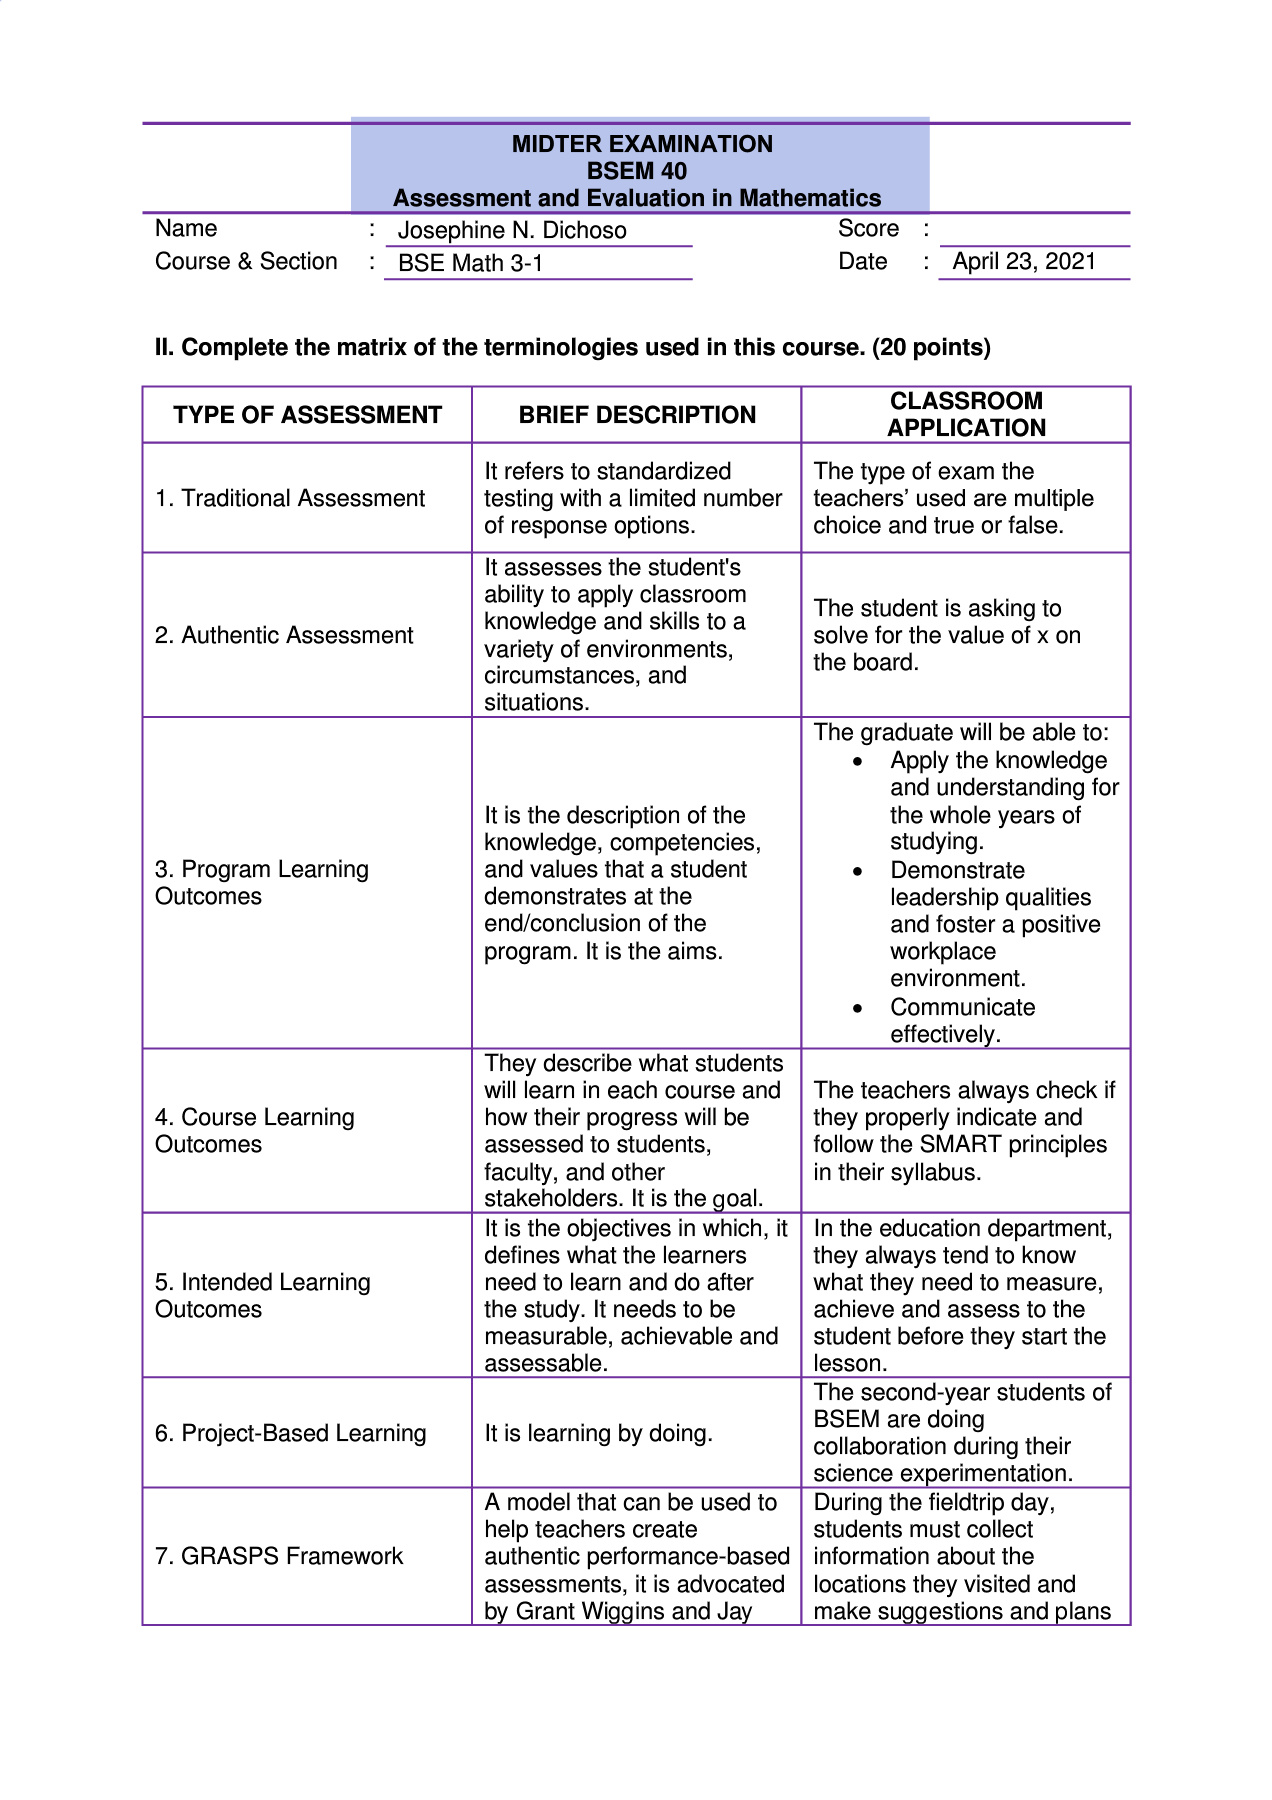 MIDTER EXAMINATION
BSEM 40
Assessment and Evaluation in Mathematics
Name : Josephine N. Dichoso Score :
Course & Section : BSE Math 3-1 Date : April 23, 2021
II. Complete the matrix of the terminologies used in this course. (20 points)
TYPE OF ASSESSMENT
BRIEF DESCRIPTION
CLASSROOM
APPLICATION
1. Traditional Assessment
It refers to standardized
testing with a limited number
of response options.
The type of exam the
teachers’ used are multiple
choice and true or false.
2. Authentic Assessment
It assesses the student's
ability to apply classroom
knowledge and skills to a
variety of environments,
circumstances, and
situations.
The student is asking to
solve for the value of x on
the board.
3. Program Learning
Outcomes
It is the description of the
knowledge, competencies,
and values that a student
demonstrates at the
end/conclusion of the
program. It is the aims.
The graduate will be able to:
• Apply the knowledge
and understanding for
the whole years of
studying.
• Demonstrate
leadership qualities
and foster a positive
workplace
environment.
• Communicate
effectively.
4. Course Learning
Outcomes
They describe what students
will learn in each course and
how their progress will be
assessed to students,
faculty, and other
stakeholders. It is the goal.
The teachers always check if
they properly indicate and
follow the SMART principles
in their syllabus.
5. Intended Learning
Outcomes
It is the objectives in which, it
defines what the learners
need to learn and do after
the study. It needs to be
measurable, achievable and
assessable.
In the education department,
they always tend to know
what they need to measure,
achieve and assess to the
student before they start the
lesson.
6. Project-Based Learning
It is learning by doing.
The second-year students of
BSEM are doing
collaboration during their
science experimentation.
7. GRASPS Framework
A model that can be used to
help teachers create
authentic performance-based
assessments, it is advocated
by Grant Wiggins and Jay
During the fieldtrip day,
students must collect
information about the
locations they visited and
make suggestions and plans